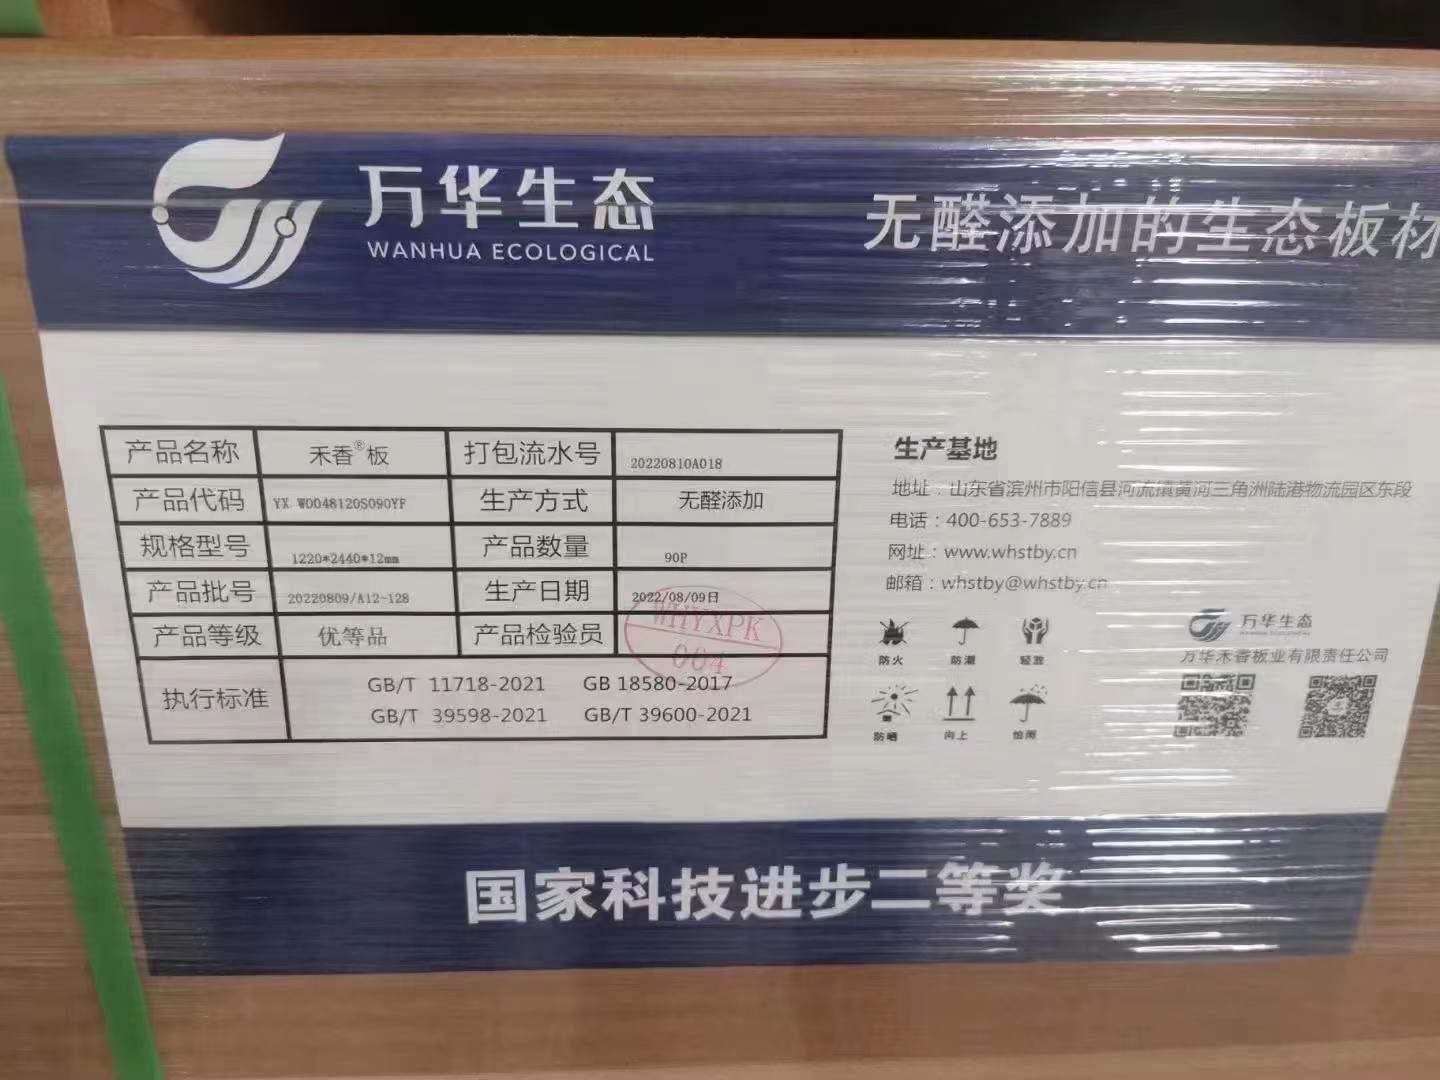 万华生态
WANHUA ECOLOGICAL
无醛添加的生态板材
产品名称 禾香®板 打包流水号 20220810A018
产品代码 YX W0048120S090YF 生产方式 无醛添加
规格型号 1220*2440*12mm 产品数量 90P
产品批号 20220809/A12-128 生产日期 2022/08/09日
产品等级 优等品 产品检验员 WHYXPK
004
执行标准 GB/T 11718-2021 GB 18580-2017
GB/T 39598-2021 GB/T 39600-2021
生产基地
地址：山东省滨州市阳信县河流镇黄河三角洲陆港物流园区东段
电话：400-653-7889
网址：www.whstby.cn
邮箱：whstby@whstby.cn
防火 防潮 轻放
防晒 向上 怕雨
万华生态
万华禾香板业有限责任公司
国家科技进步二等奖